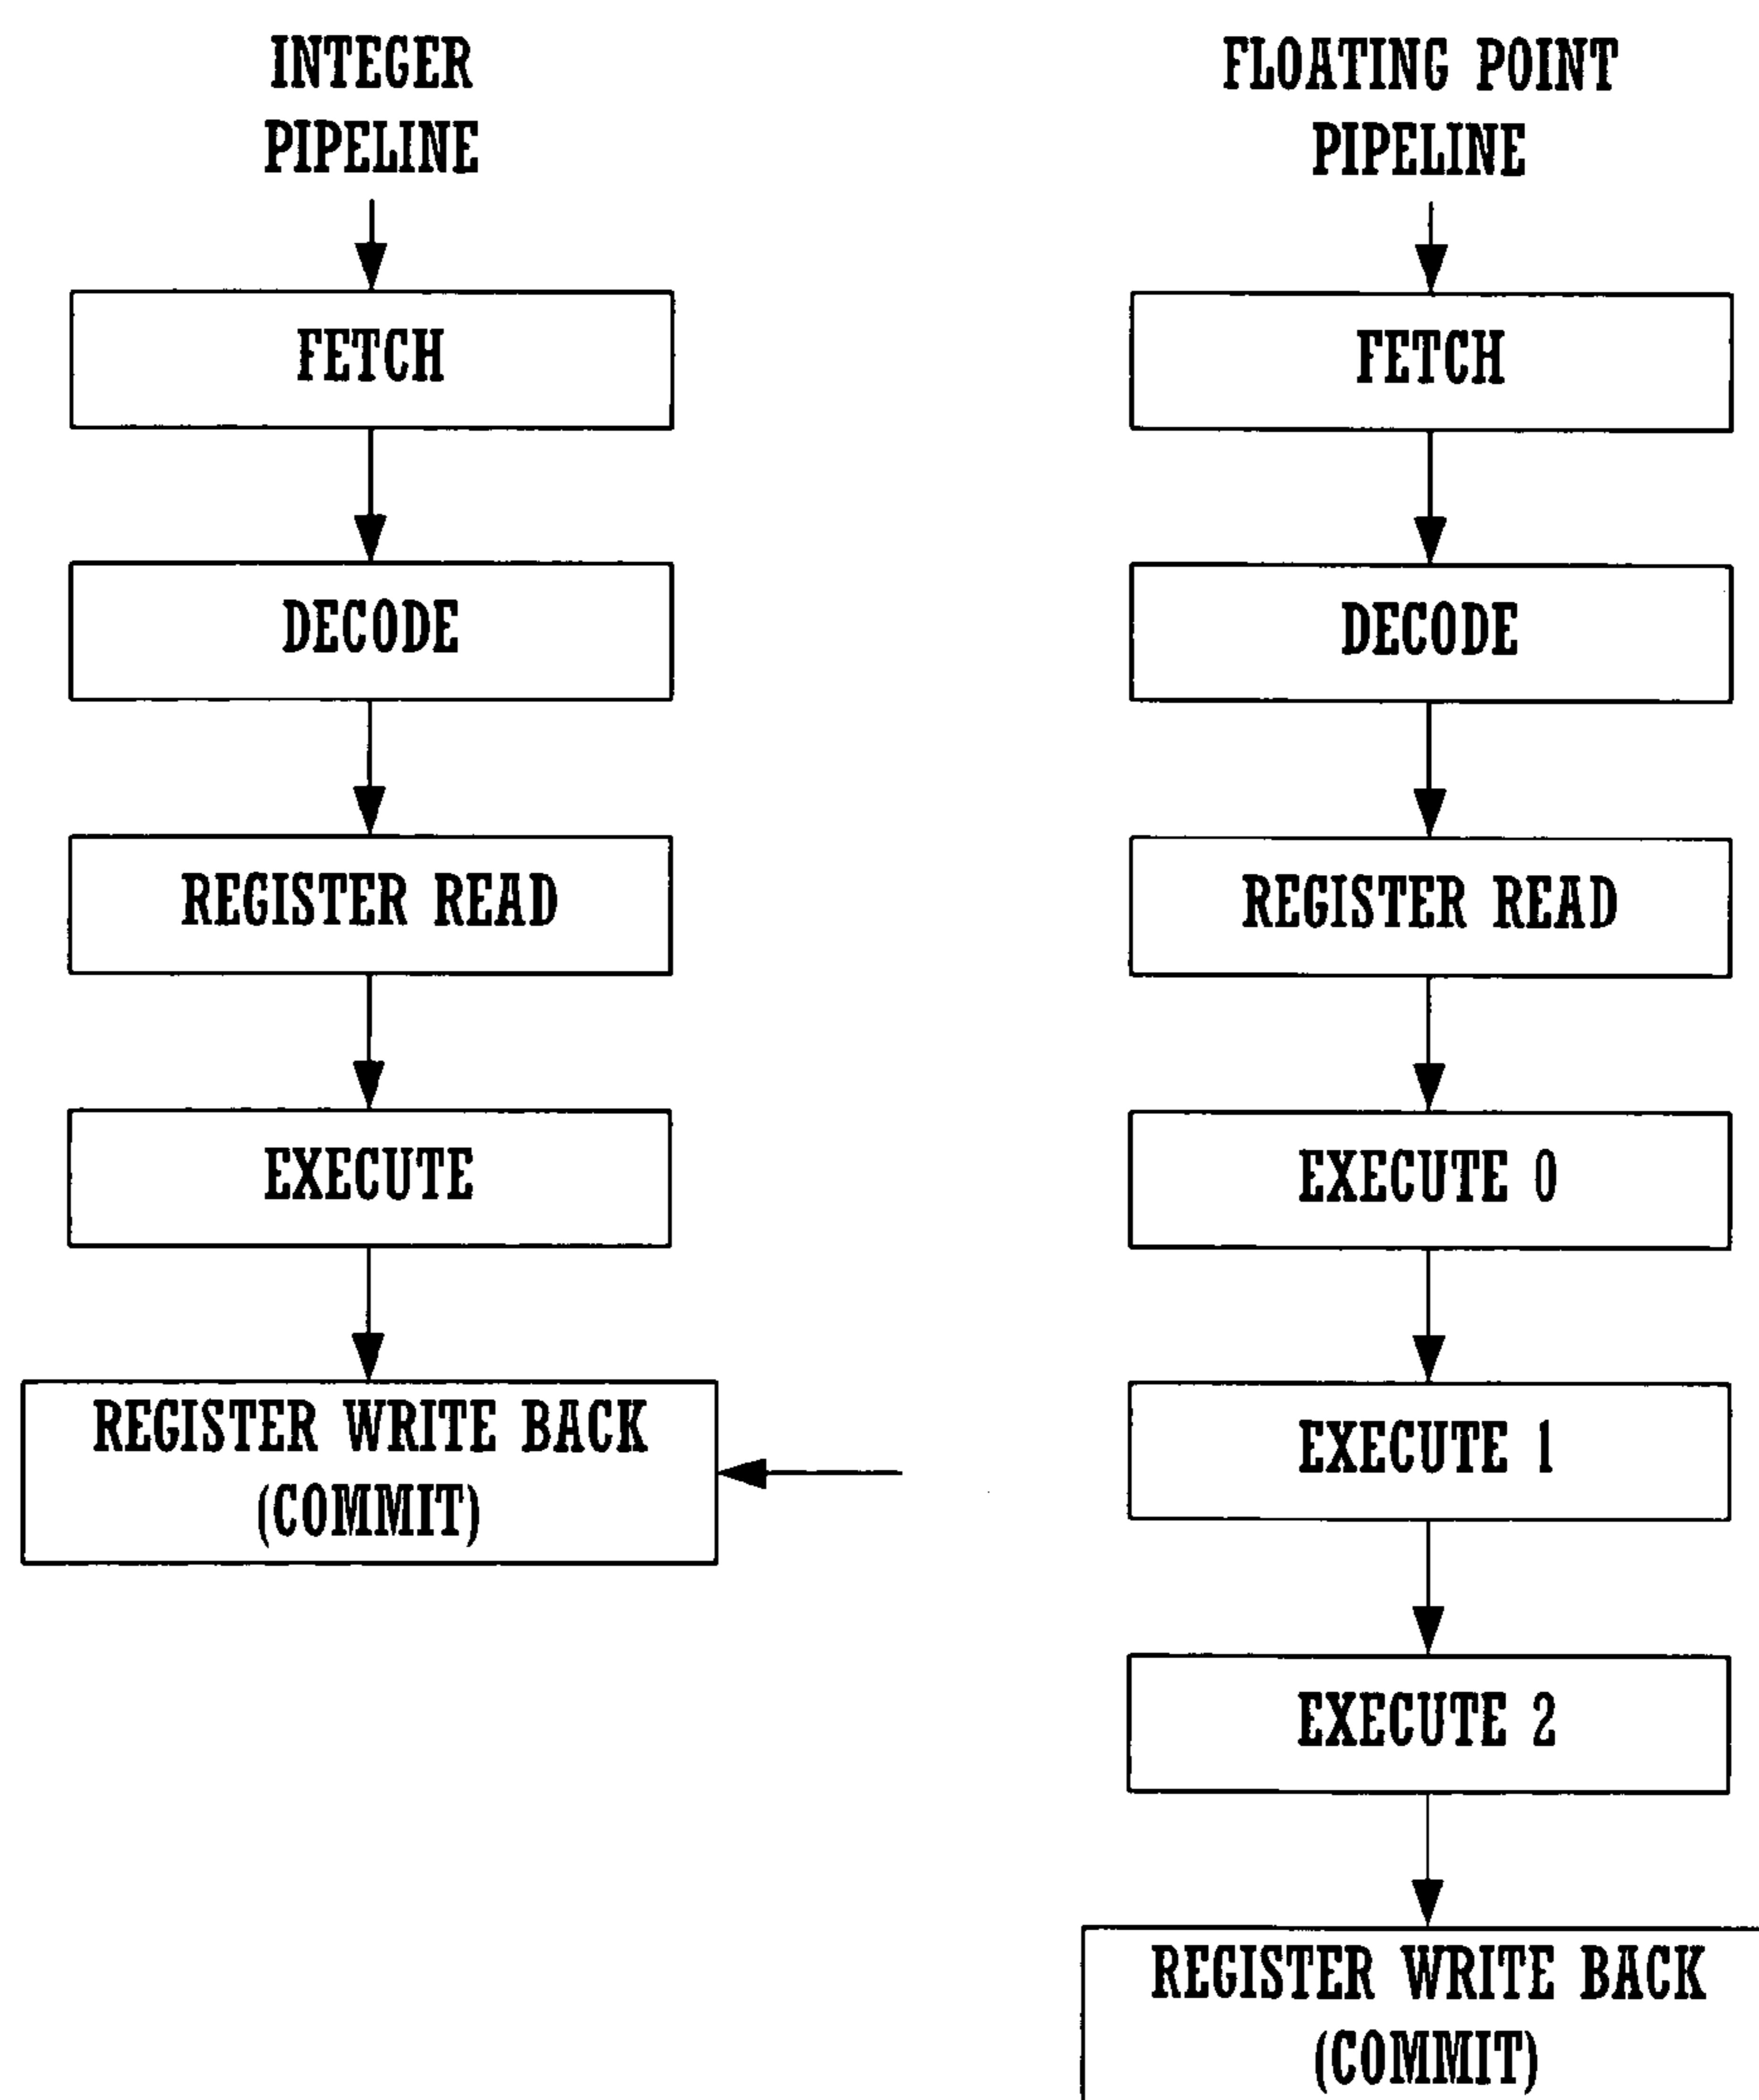 INTEGER
PIPELINE
FETCH
DECODE
REGISTER READ
EXECUTE
REGISTER WRITE BACK
(COMMIT)
FLOATING POINT
PIPELINE
FETCH
DECODE
REGISTER READ
EXECUTE 0
EXECUTE 1
EXECUTE 2
REGISTER WRITE BACK
(COMMIT)